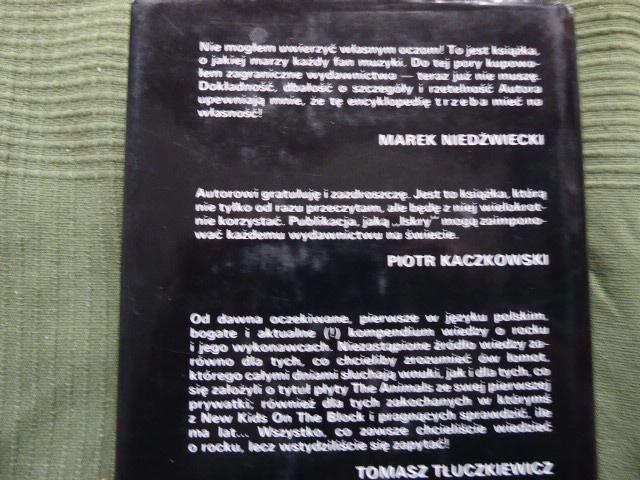 Nie mogłem uwierzyć własnym oczom! To jest książka,
o jakiej marzy każdy fan muzyki. Do tej pory kupowa-
łem zagraniczne wydawnictwa — teraz już nie muszę.
Dokładność, dbałość o szczegóły i rzetelność Autora
upewniają mnie, że tę encyklopedię trzeba mieć na
własność!
MAREK NIEDŹWIECKI
Autorowi gratuluję i zazdroszczę. Jest to książka, którą
nie tylko od razu przeczytam, ale będę z niej wielokrot-
nie korzystać. Publikacja, jaką „Iskry” mogą zaimpono-
wać każdemu wydawnictwu na świecie.
PIOTR KACZKOWSKI
Od dawna oczekiwane, pierwsze w języku polskim,
bogate i aktualne (!) kompendium wiedzy o rocku
i jego wykonawcach. Niezastąpione źródło wiedzy za-
równo dla tych, co chcieliby zrozumieć ów łomot,
którego całymi dniami słuchają wnuki, jak i dla tych, co
się założyli o tytuł płyty The Animals ze swej pierwszej
prywatki; również dla tych zakochanych w którymś
z New Kids On The Block i pragnących sprawdzić, ile
ma lat... Wszystko, co zawsze chcieliście wiedzieć
o rocku, lecz wstydziliście się zapytać!
TOMASZ TŁUCZKIEWICZ